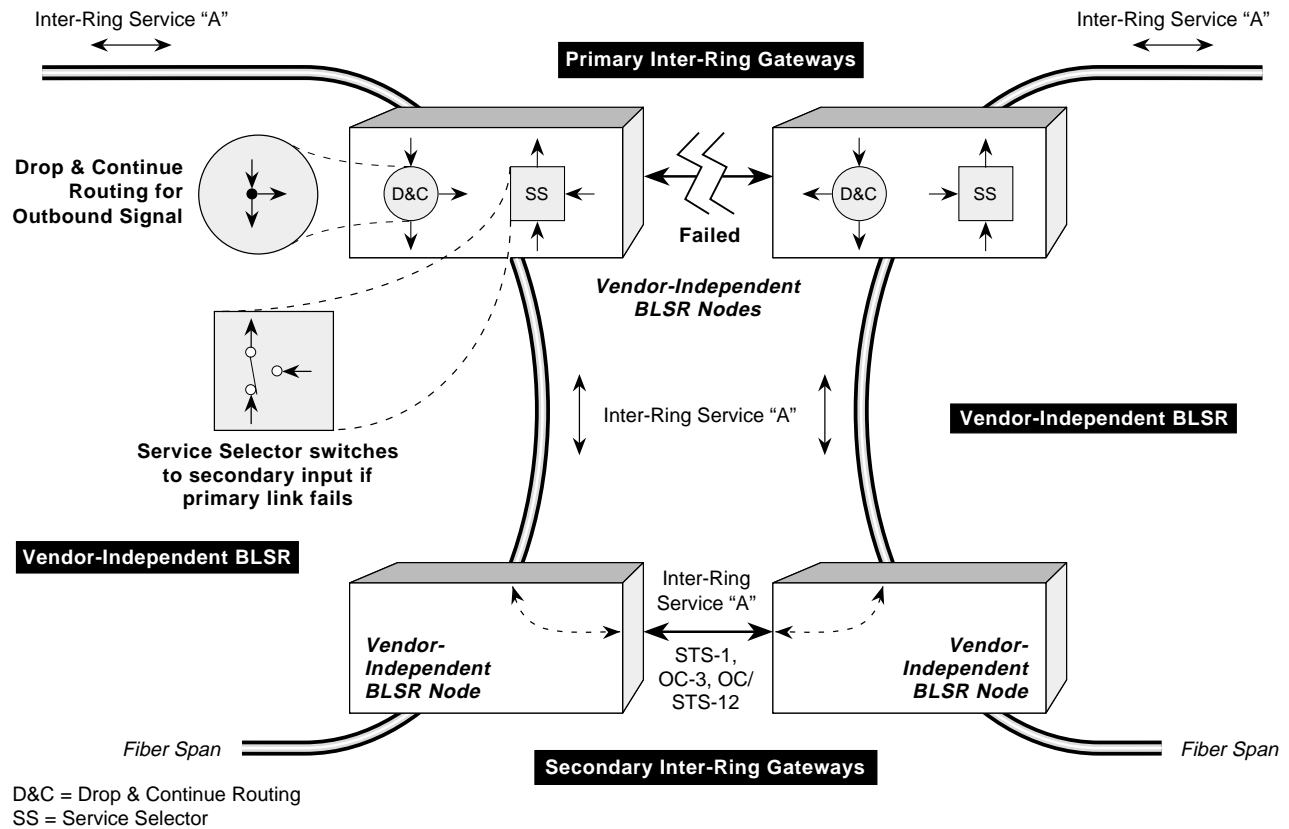 Inter-Ring Service “A”
Inter-Ring Service “A”
Primary Inter-Ring Gateways
Drop & Continue
Routing for
Outbound Signal
D&C
SS
Failed
D&C
SS
Vendor-Independent
BLSR Nodes
Inter-Ring Service “A”
Vendor-Independent BLSR
Service Selector switches
to secondary input if
primary link fails
Vendor-Independent BLSR
Inter-Ring
Service “A”
Vendor-
Independent
BLSR Node
STS-1,
OC-3, OC/
STS-12
Vendor-
Independent
BLSR Node
Fiber Span
Fiber Span
Secondary Inter-Ring Gateways
D&C = Drop & Continue Routing
SS = Service Selector